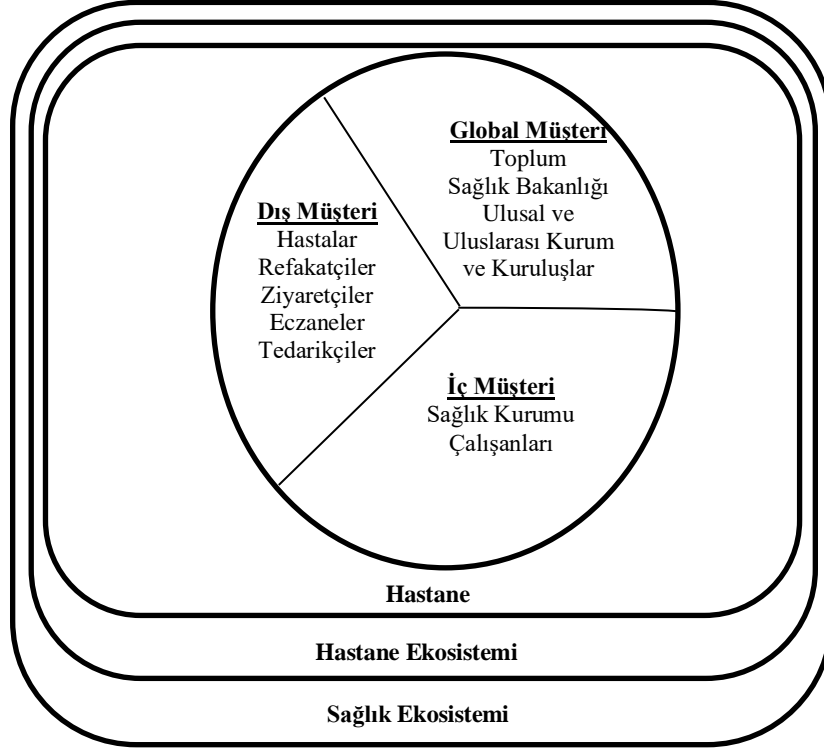 Global Müşteri
Toplum
Sağlık Bakanlığı
Ulusal ve
Uluslarası Kurum
ve Kuruluşlar
Dış Müşteri
Hastalar
Refakatçiler
Ziyaretçiler
Eczaneler
Tedarikçiler
İç Müşteri
Sağlık Kurumu
Çalışanları
Hastane
Hastane Ekosistemi
Sağlık Ekosistemi